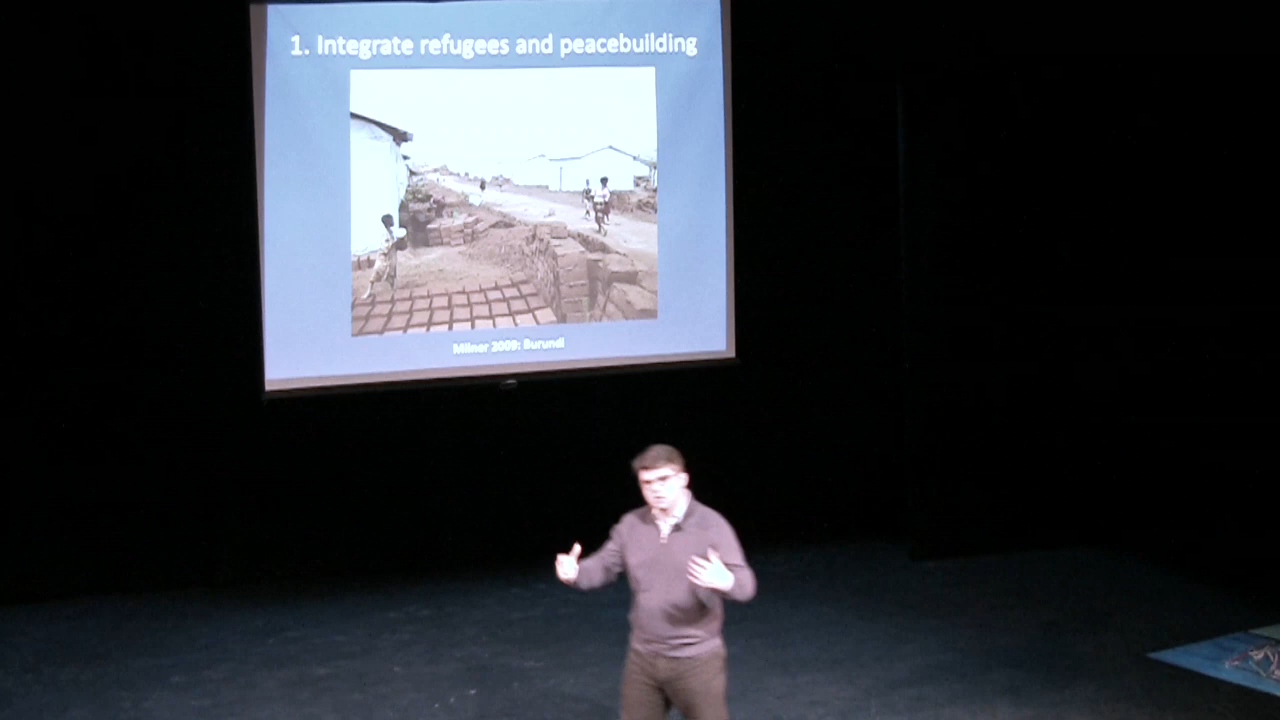 1. Integrate refugees and peacebuilding
Milner 2009: Burundi